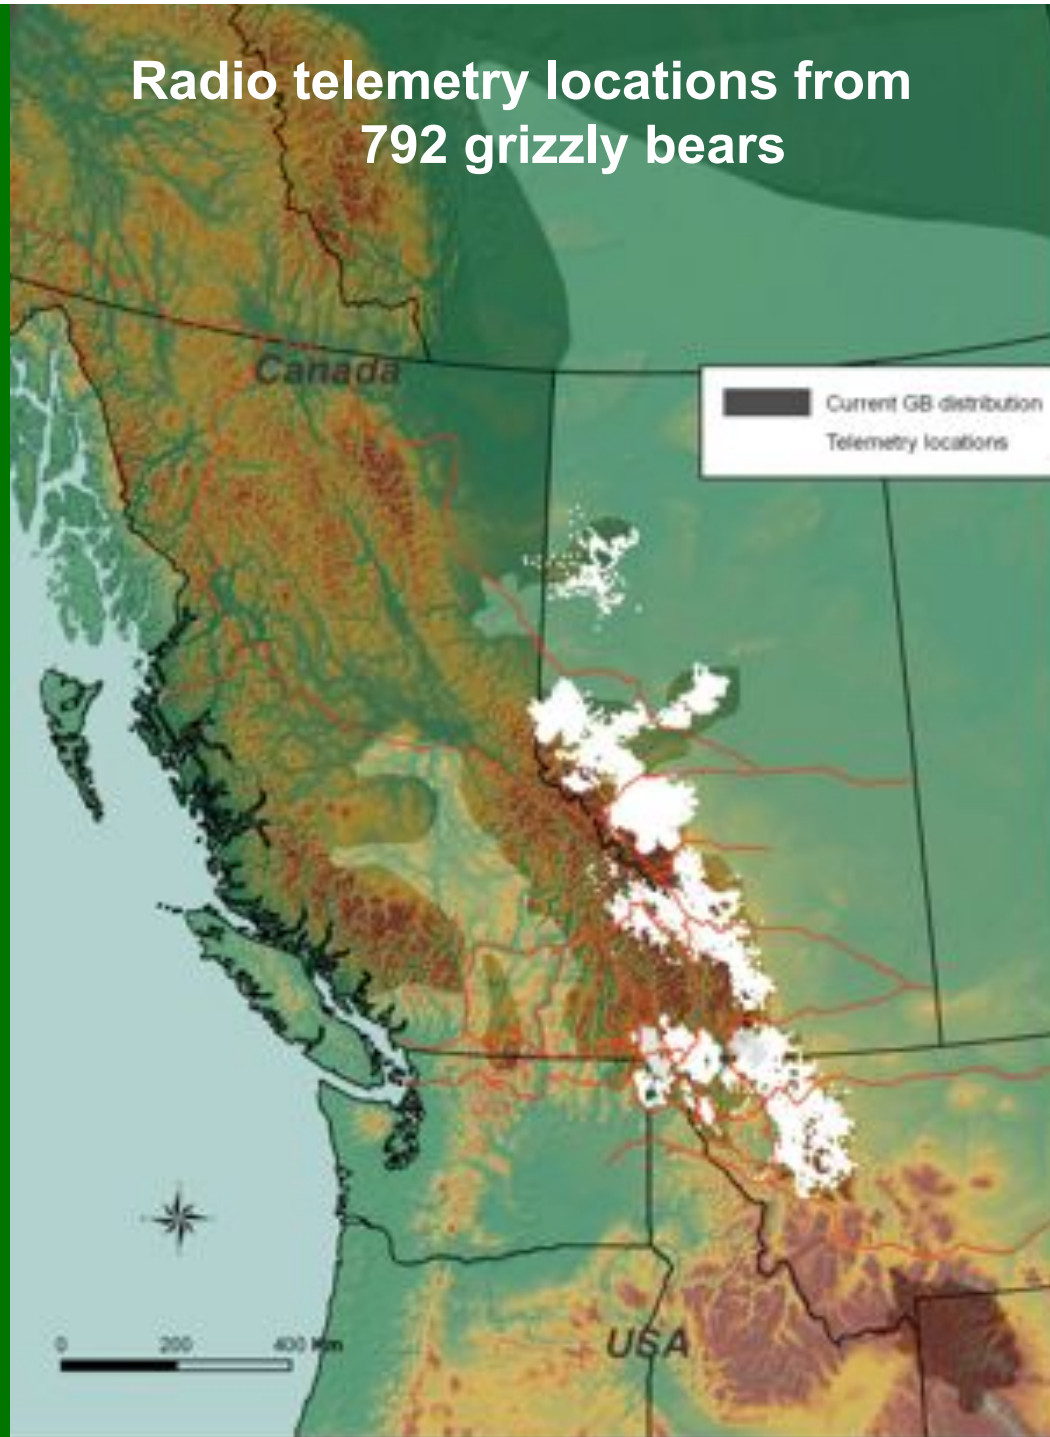 Radio telemetry locations from
792 grizzly bears
Canada
Current GB distribution
Telemetry locations
0 200 400 Km
USA